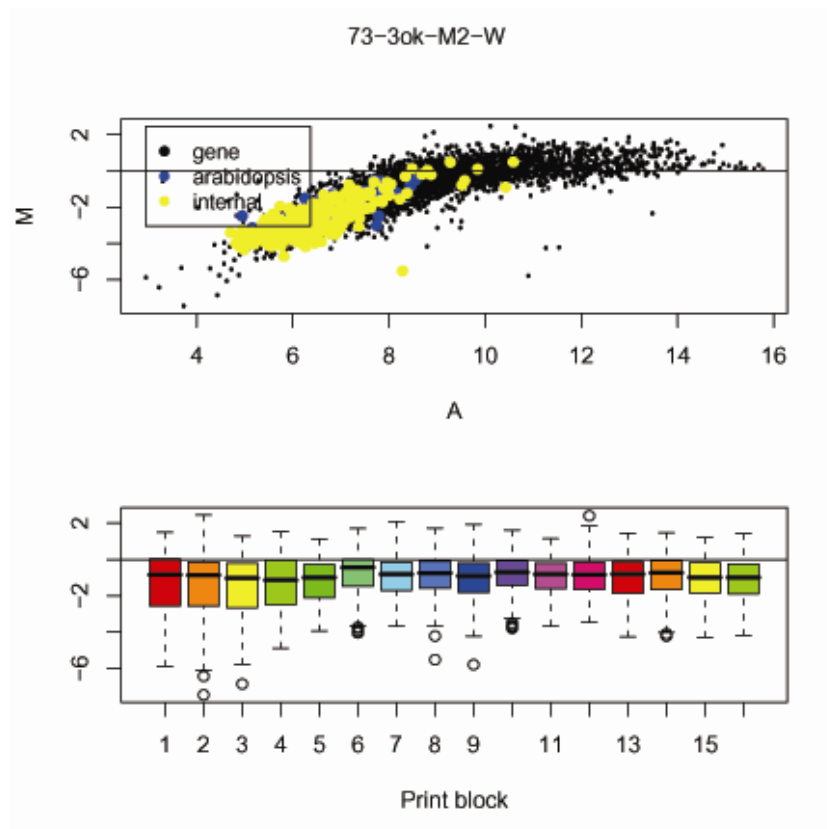 73-3ok-M2-W
2
-2
-6
M
gene
arabidopsis
internal
4 6 8 10 12 14 16
A
2
-2
-6
1 2 3 4 5 6 7 8 9 11 13 15
Print block